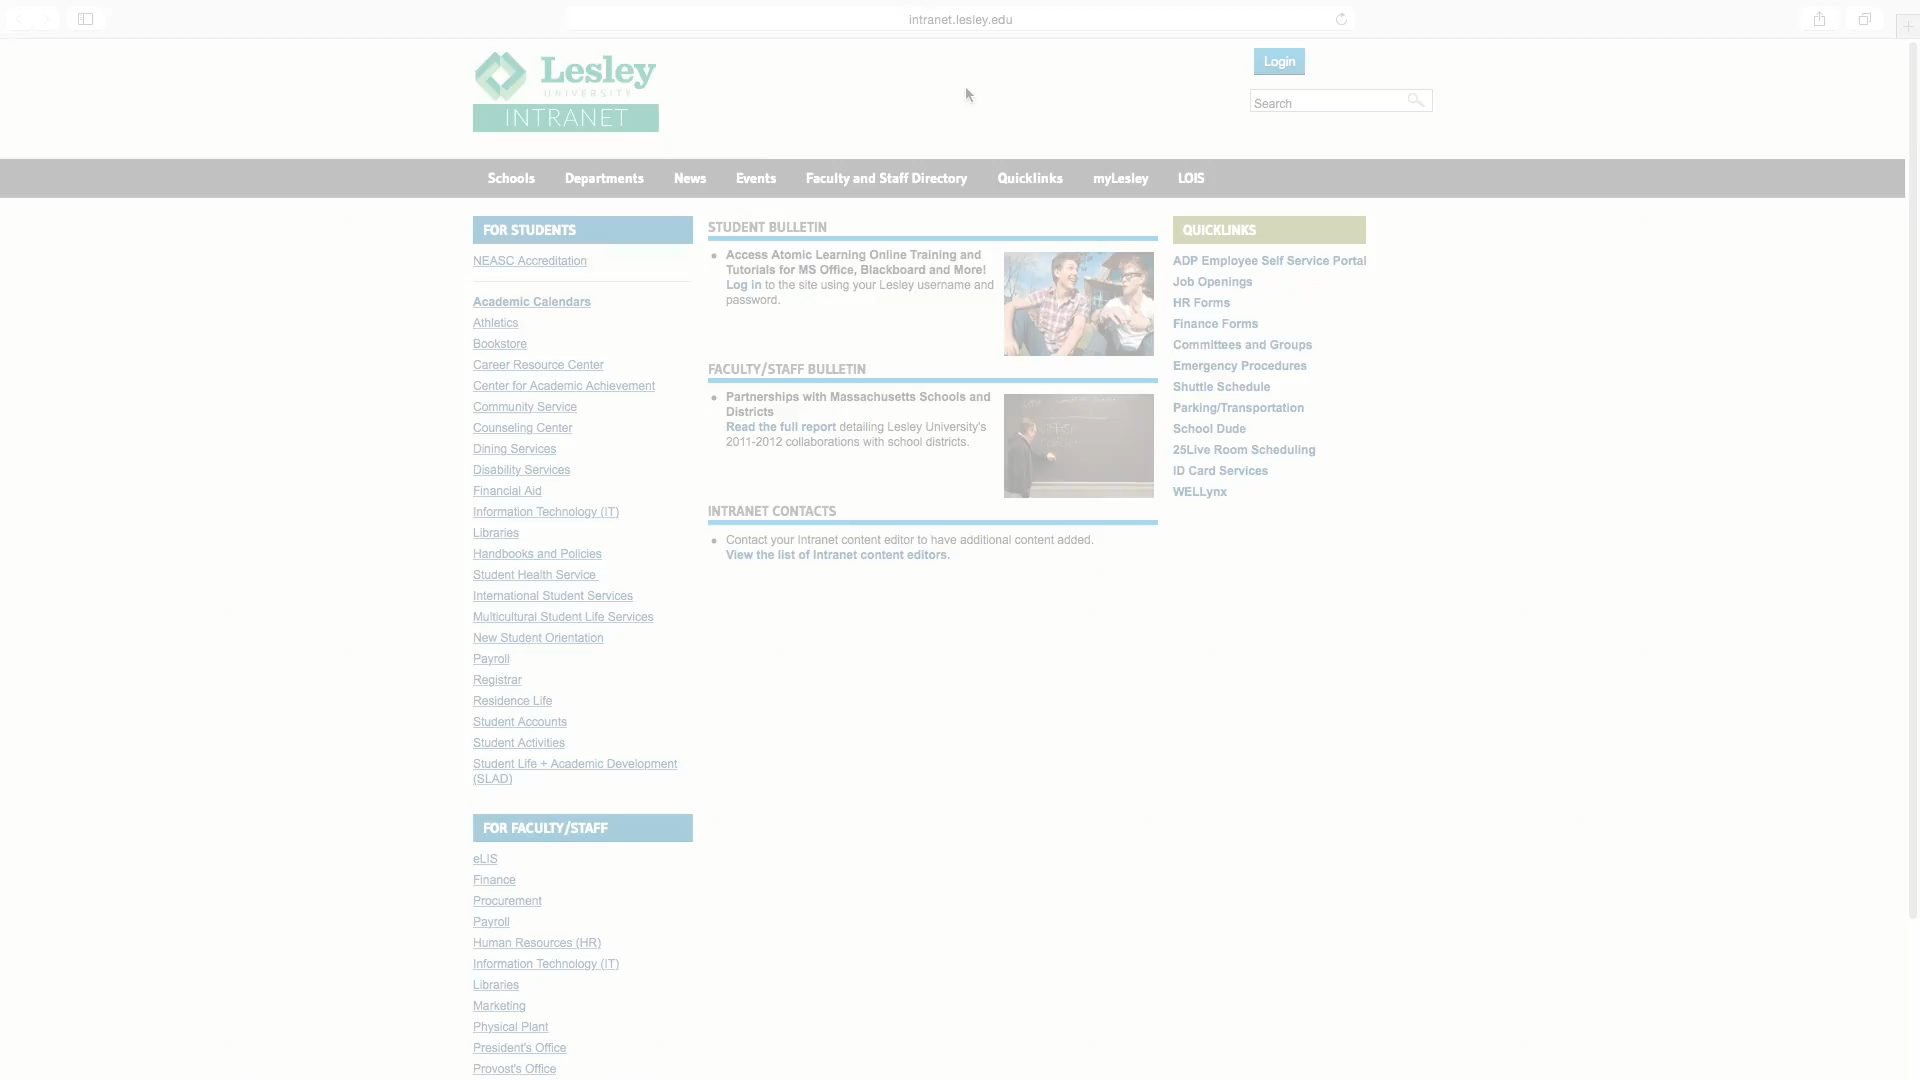 intranet.lesley.edu
Lesley
UNIVERSITY
INTRANET
Login
Search
Schools Departments News Events Faculty and Staff Directory Quicklinks myLesley LOIS
FOR STUDENTS
NEASC Accreditation
Academic Calendars
Athletics
Bookstore
Career Resource Center
Center for Academic Achievement
Community Service
Counseling Center
Dining Services
Disability Services
Financial Aid
Information Technology (IT)
Libraries
Handbooks and Policies
Student Health Service
International Student Services
Multicultural Student Life Services
New Student Orientation
Payroll
Registrar
Residence Life
Student Accounts
Student Activities
Student Life + Academic Development
(SLAD)
FOR FACULTY/STAFF
eLIS
Finance
Procurement
Payroll
Human Resources (HR)
Information Technology (IT)
Libraries
Marketing
Physical Plant
President's Office
Provost's Office
STUDENT BULLETIN
Access Atomic Learning Online Training and
Tutorials for MS Office, Blackboard and More!
Log in to the site using your Lesley username and
password.
FACULTY/STAFF BULLETIN
Partnerships with Massachusetts Schools and
Districts
Read the full report detailing Lesley University's
2011-2012 collaborations with school districts.
INTRANET CONTACTS
Contact your Intranet content editor to have additional content added.
View the list of Intranet content editors.
QUICKLINKS
ADP Employee Self Service Portal
Job Openings
HR Forms
Finance Forms
Committees and Groups
Emergency Procedures
Shuttle Schedule
Parking/Transportation
School Dude
25Live Room Scheduling
ID Card Services
WELLynx